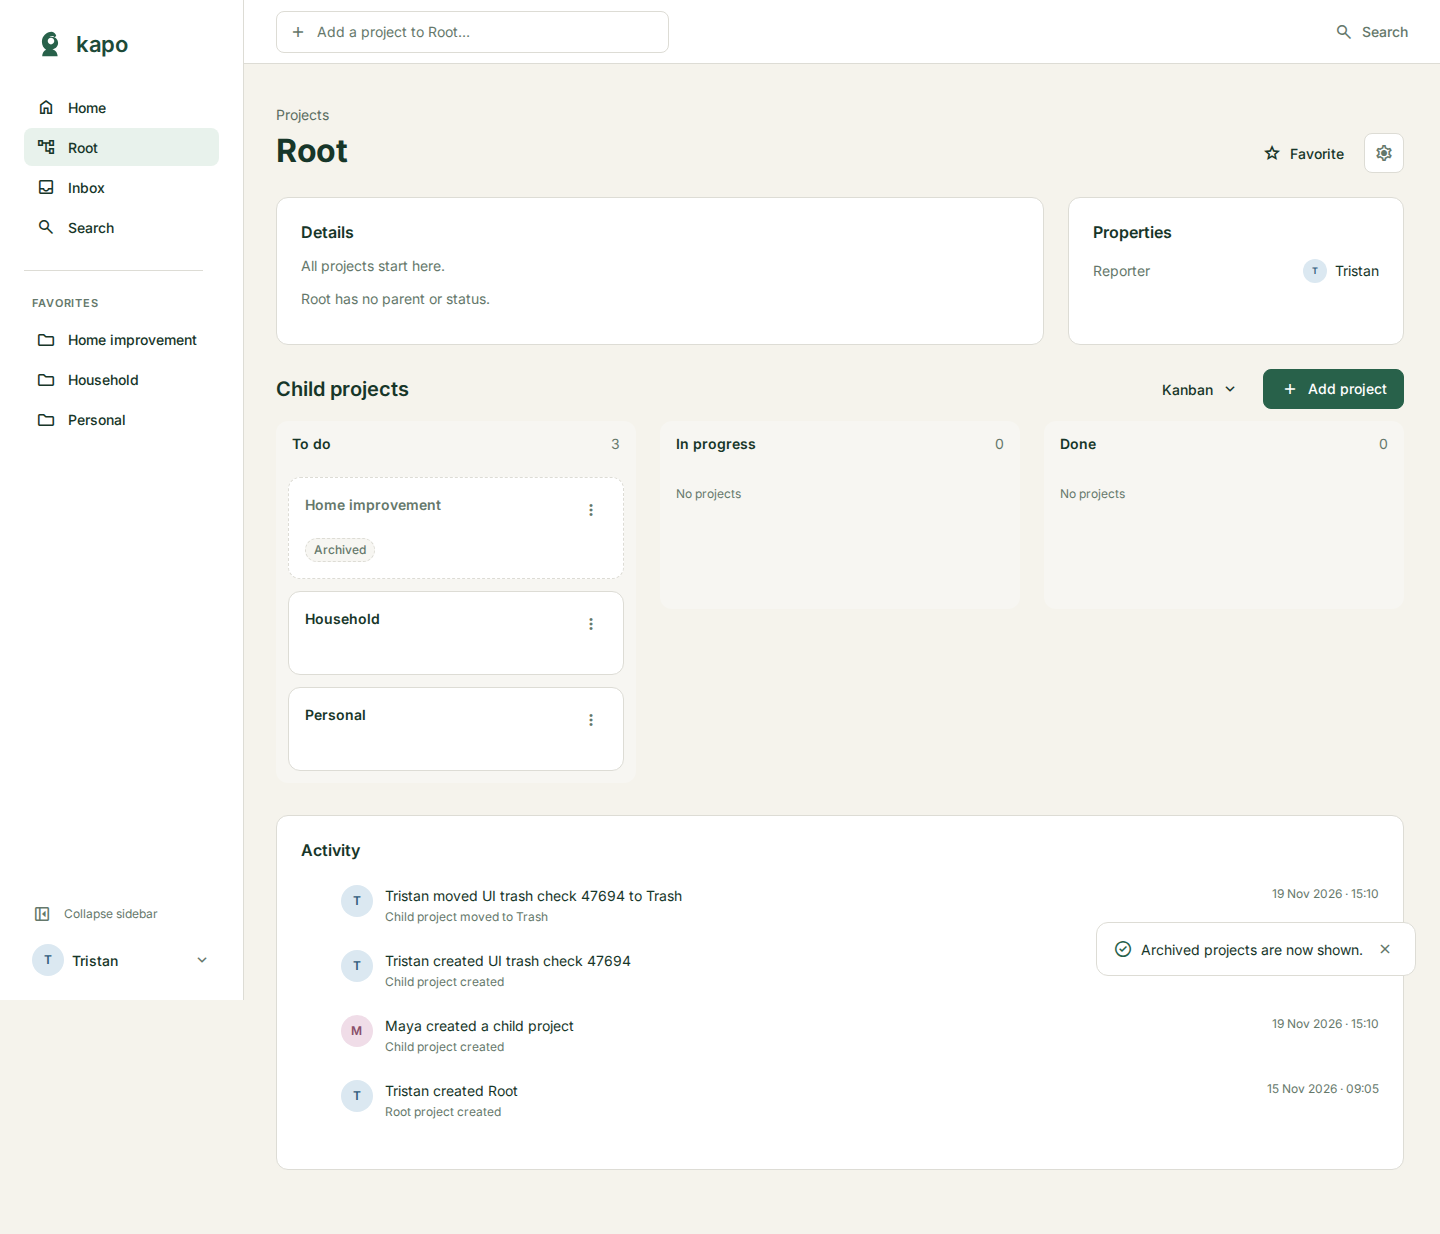 kapo
Add a project to Root...
Search
Home
Root
Inbox
Search
FAVORITES
Home improvement
Household
Personal
Collapse sidebar
T
Tristan
Projects
Root
Favorite
Details
All projects start here.
Root has no parent or status.
Properties
Reporter
T
Tristan
Child projects
Kanban
Add project
To do 3
Home improvement
Archived
Household
Personal
In progress 0
No projects
Done 0
No projects
Activity
T
Tristan moved UI trash check 47694 to Trash
19 Nov 2026 · 15:10
Child project moved to Trash
T
Tristan created UI trash check 47694
Child project created
Archived projects are now shown.
M
Maya created a child project
19 Nov 2026 · 15:10
Child project created
T
Tristan created Root
15 Nov 2026 · 09:05
Root project created